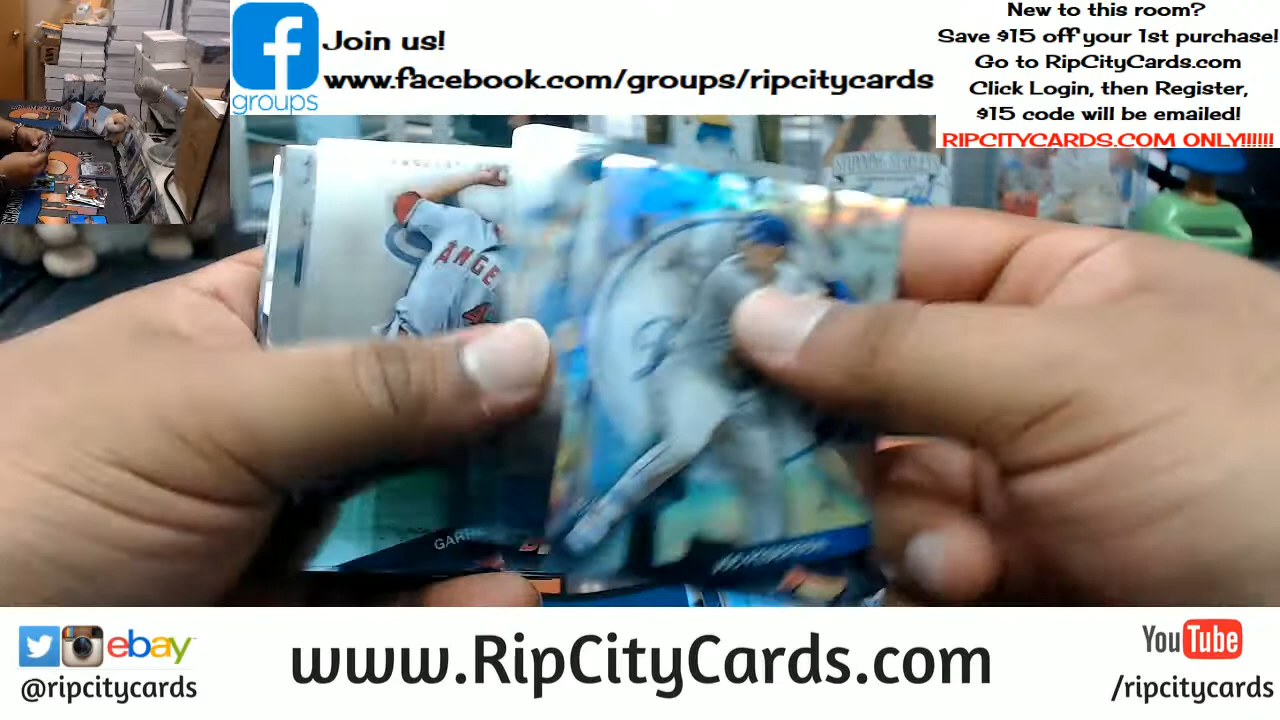 groups
Join us!
www.facebook.com/groups/ripcitycards
New to this room?
Save $15 off your 1st purchase!
Go to RipCityCards.com
Click Login, then Register,
$15 code will be emailed!
RIPCITYCARDS.COM ONLY!!!!!!
ANGE
ebay
@ripcitycards
www.RipCityCards.com
YouTube
/ripcitycards